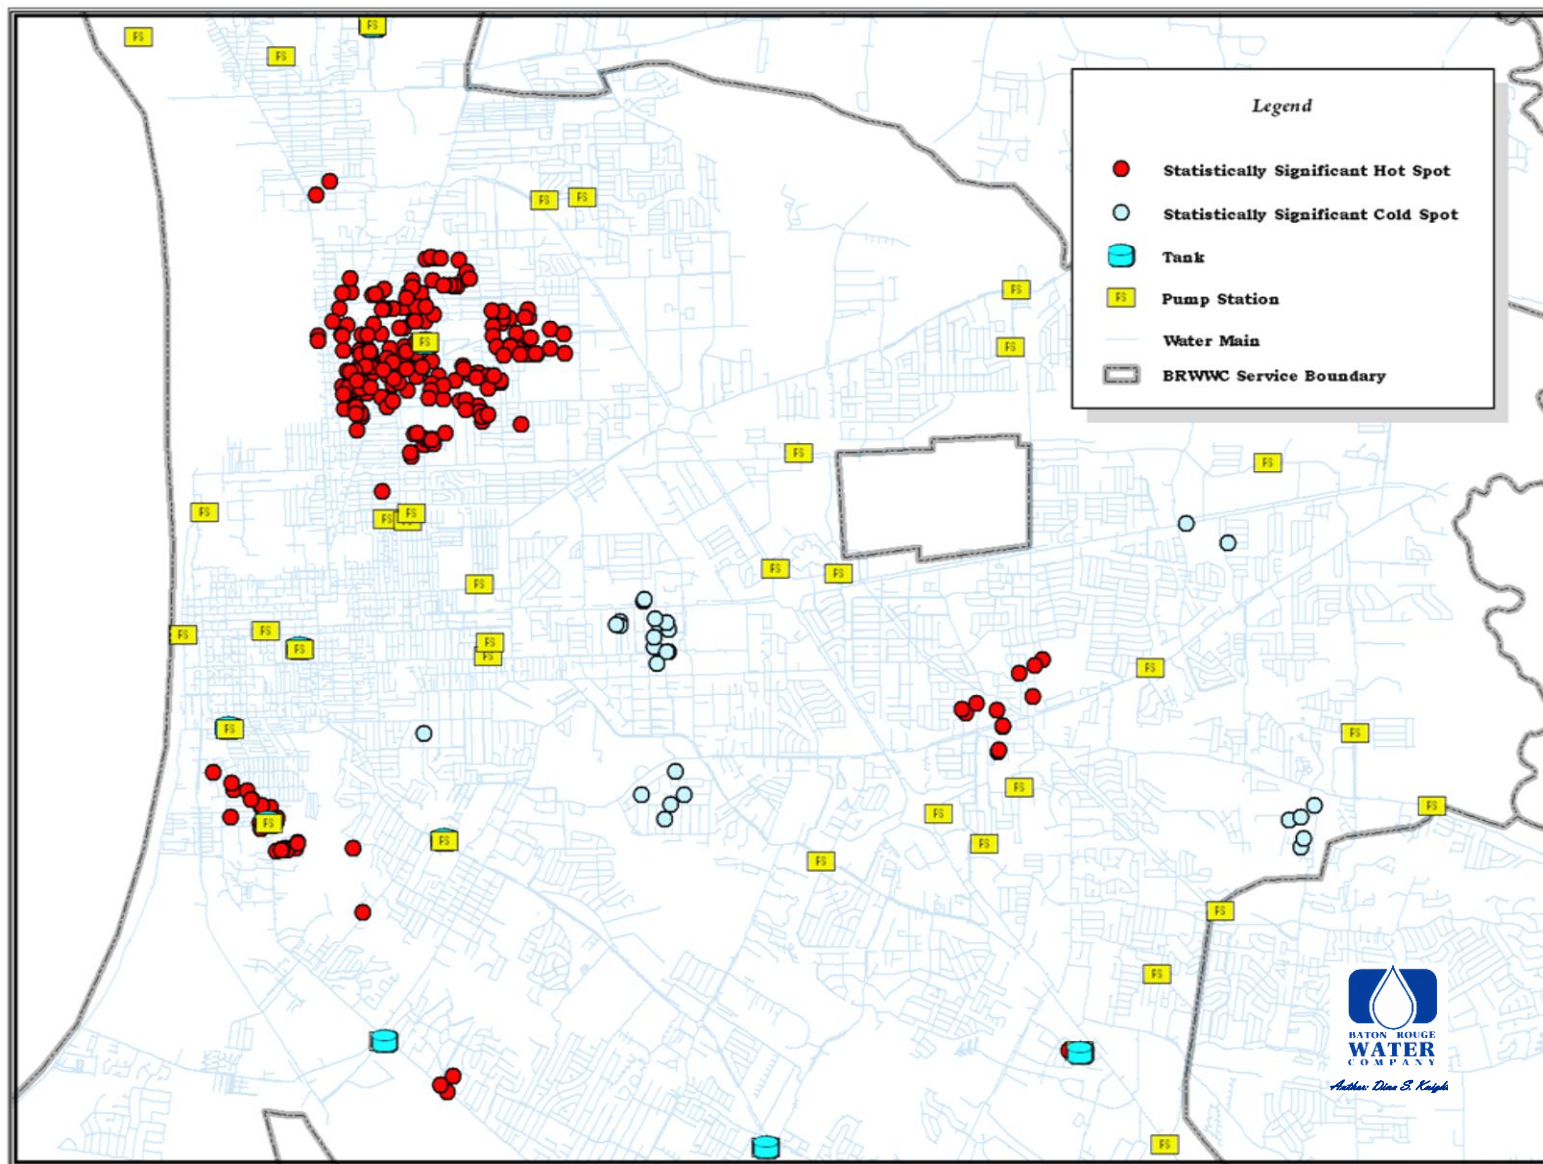 Legend
Statistically Significant Hot Spot
Statistically Significant Cold Spot
Tank
PS Pump Station
Water Main
BRWWC Service Boundary
BATON ROUGE
WATER
COMPANY
Author: Dina S. Knight